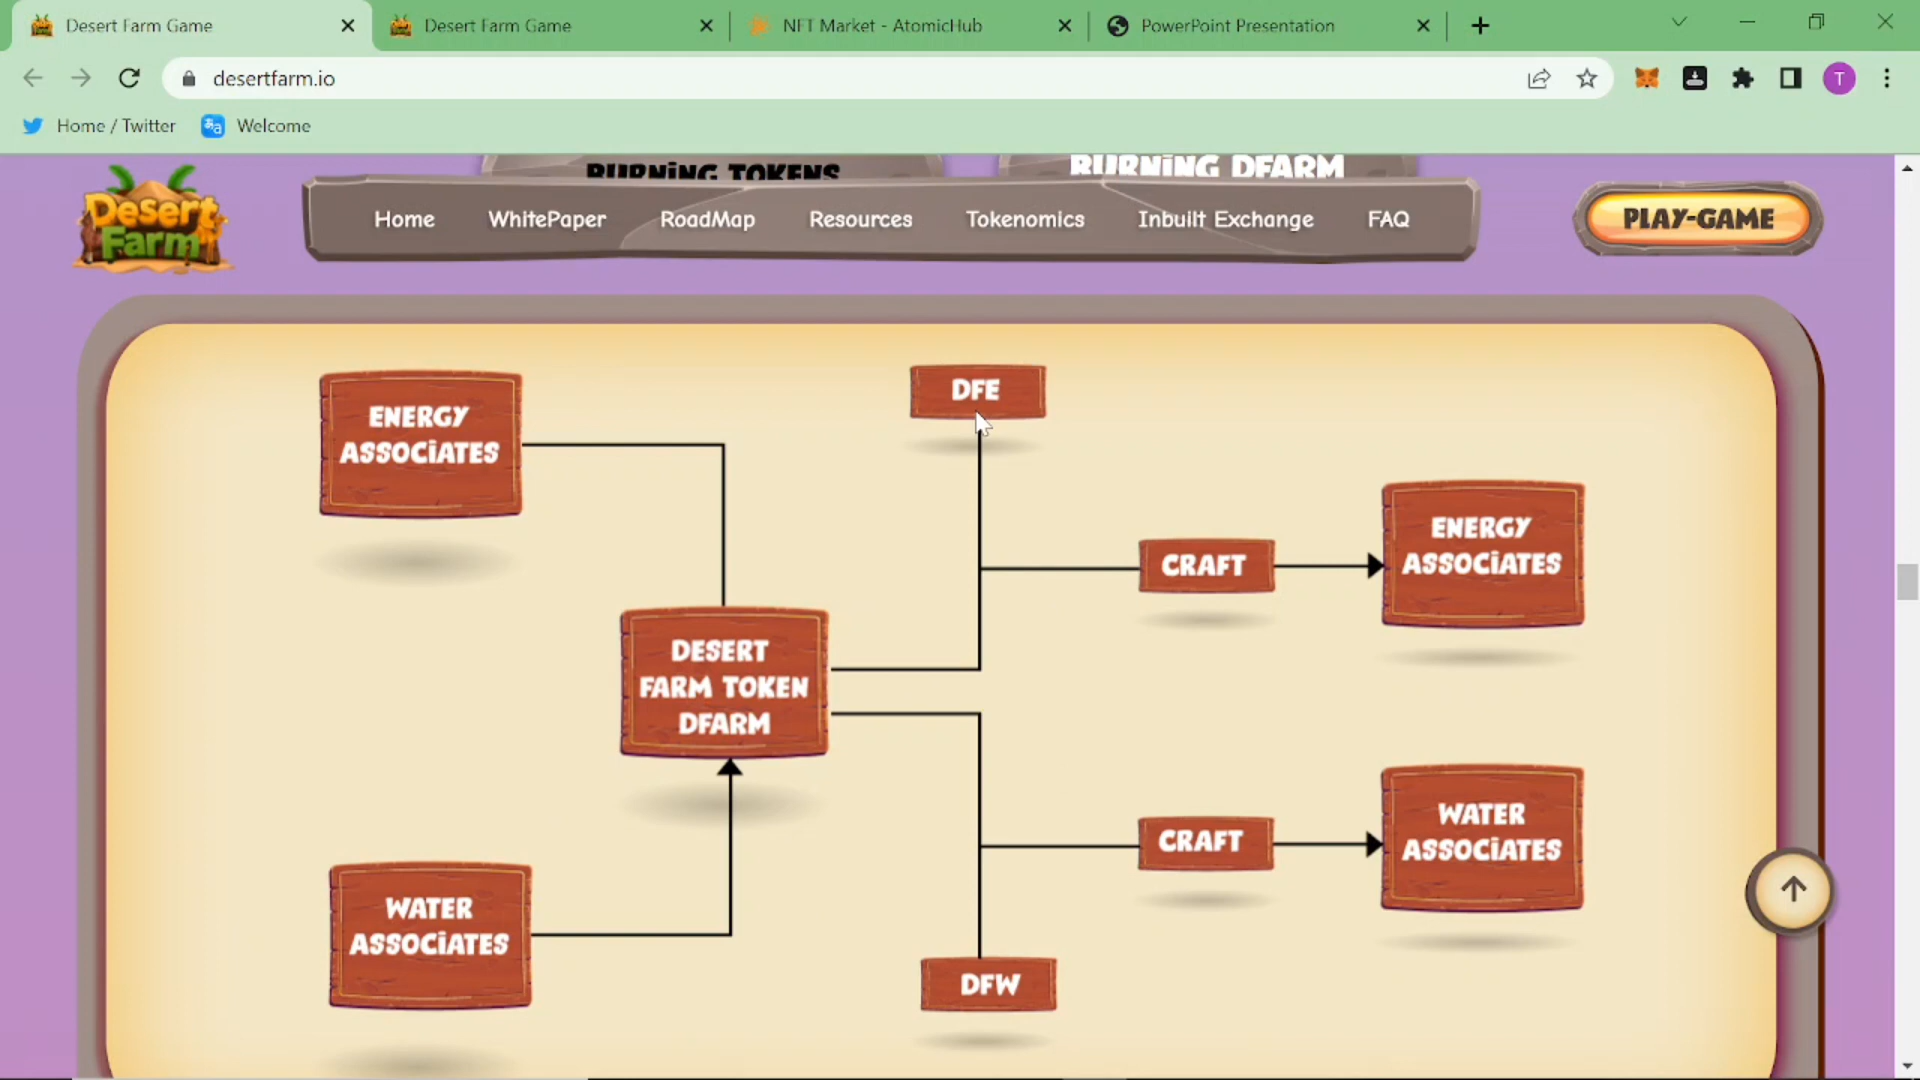 Desert Farm Game
Desert Farm Game
NFT Market - AtomicHub
PowerPoint Presentation
desertfarm.io
T
Home / Twitter
Welcome
BURNiNG TOKENS
BURNiNG DFARM
Desert
Farm
Home
WhitePaper
RoadMap
Resources
Tokenomics
Inbuilt Exchange
FAQ
PLAY-GAME
ENERGY
ASSOCiATES
DFE
CRAFT
ENERGY
ASSOCiATES
DESERT
FARM TOKEN
DFARM
WATER
ASSOCiATES
CRAFT
WATER
ASSOCiATES
DFW